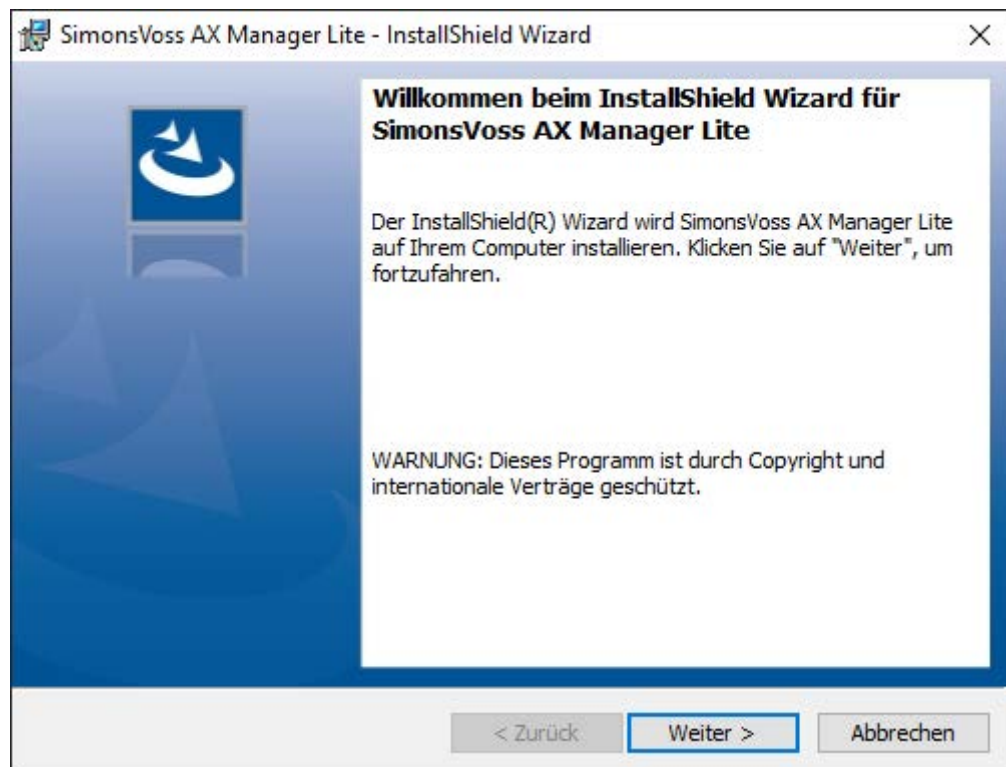 SimonsVoss AX Manager Lite - InstallShield Wizard
Willkommen beim InstallShield Wizard für
SimonsVoss AX Manager Lite
Der InstallShield(R) Wizard wird SimonsVoss AX Manager Lite
auf Ihrem Computer installieren. Klicken Sie auf "Weiter", um
fortzufahren.
WARNUNG: Dieses Programm ist durch Copyright und
internationale Verträge geschützt.
< Zurück Weiter > Abbrechen